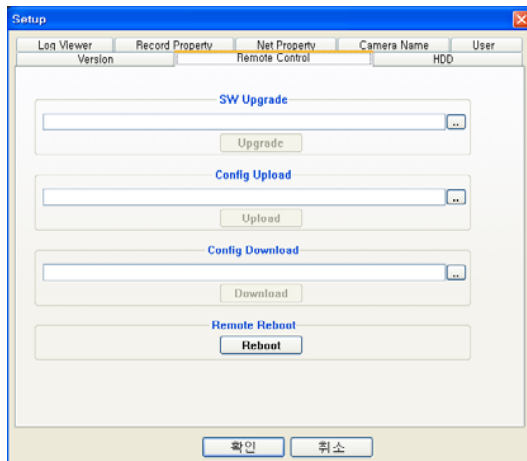 Setup
Log Viewer Record Property Net Property Camera Name User
Version Remote Control HDD
SW Upgrade
..
Upgrade
Config Upload
..
Upload
Config Download
..
Download
Remote Reboot
Reboot
확인 취소